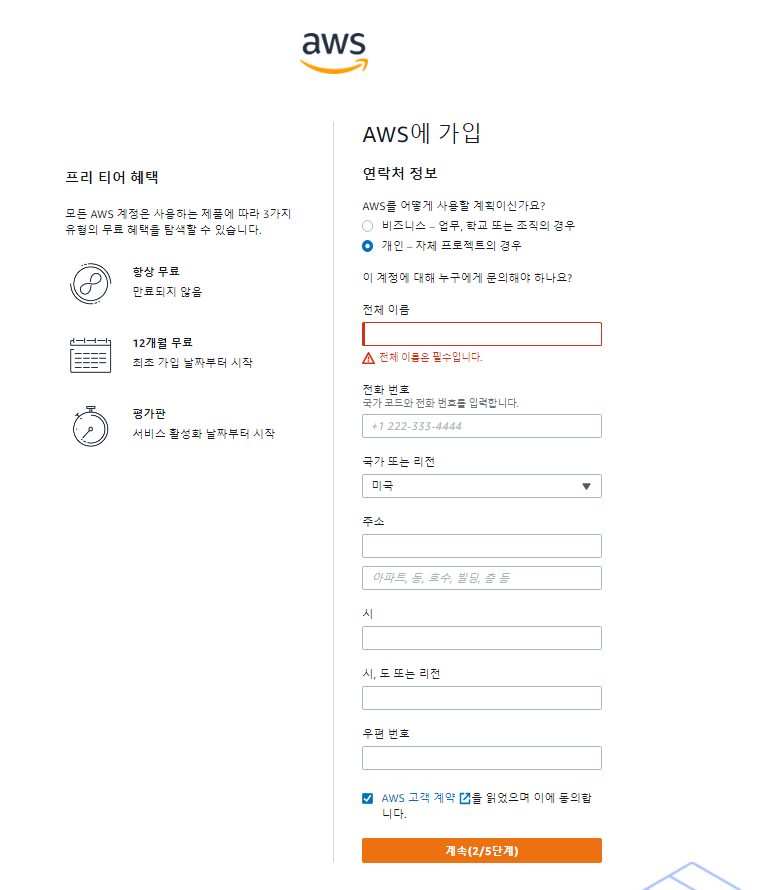 aws
프리 티어 혜택
모든 AWS 계정은 사용하는 제품에 따라 3가지
유형의 무료 혜택을 탐색할 수 있습니다.
항상 무료
만료되지 않음
12개월 무료
최초 가입 날짜부터 시작
평가판
서비스 활성화 날짜부터 시작
AWS에 가입
연락처 정보
AWS를 어떻게 사용할 계획이신가요?
비즈니스 – 업무, 학교 또는 조직의 경우
개인 – 자체 프로젝트의 경우
이 계정에 대해 누구에게 문의해야 하나요?
전체 이름
전체 이름은 필수입니다.
전화 번호
국가 코드와 전화 번호를 입력합니다.
+1 222-333-4444
국가 또는 리전
미국
주소
아파트, 동, 호수, 빌딩, 층 등
시
시, 도 또는 리전
우편 번호
AWS 고객 계약 을 읽었으며 이에 동의합
니다.
계속(2/5단계)